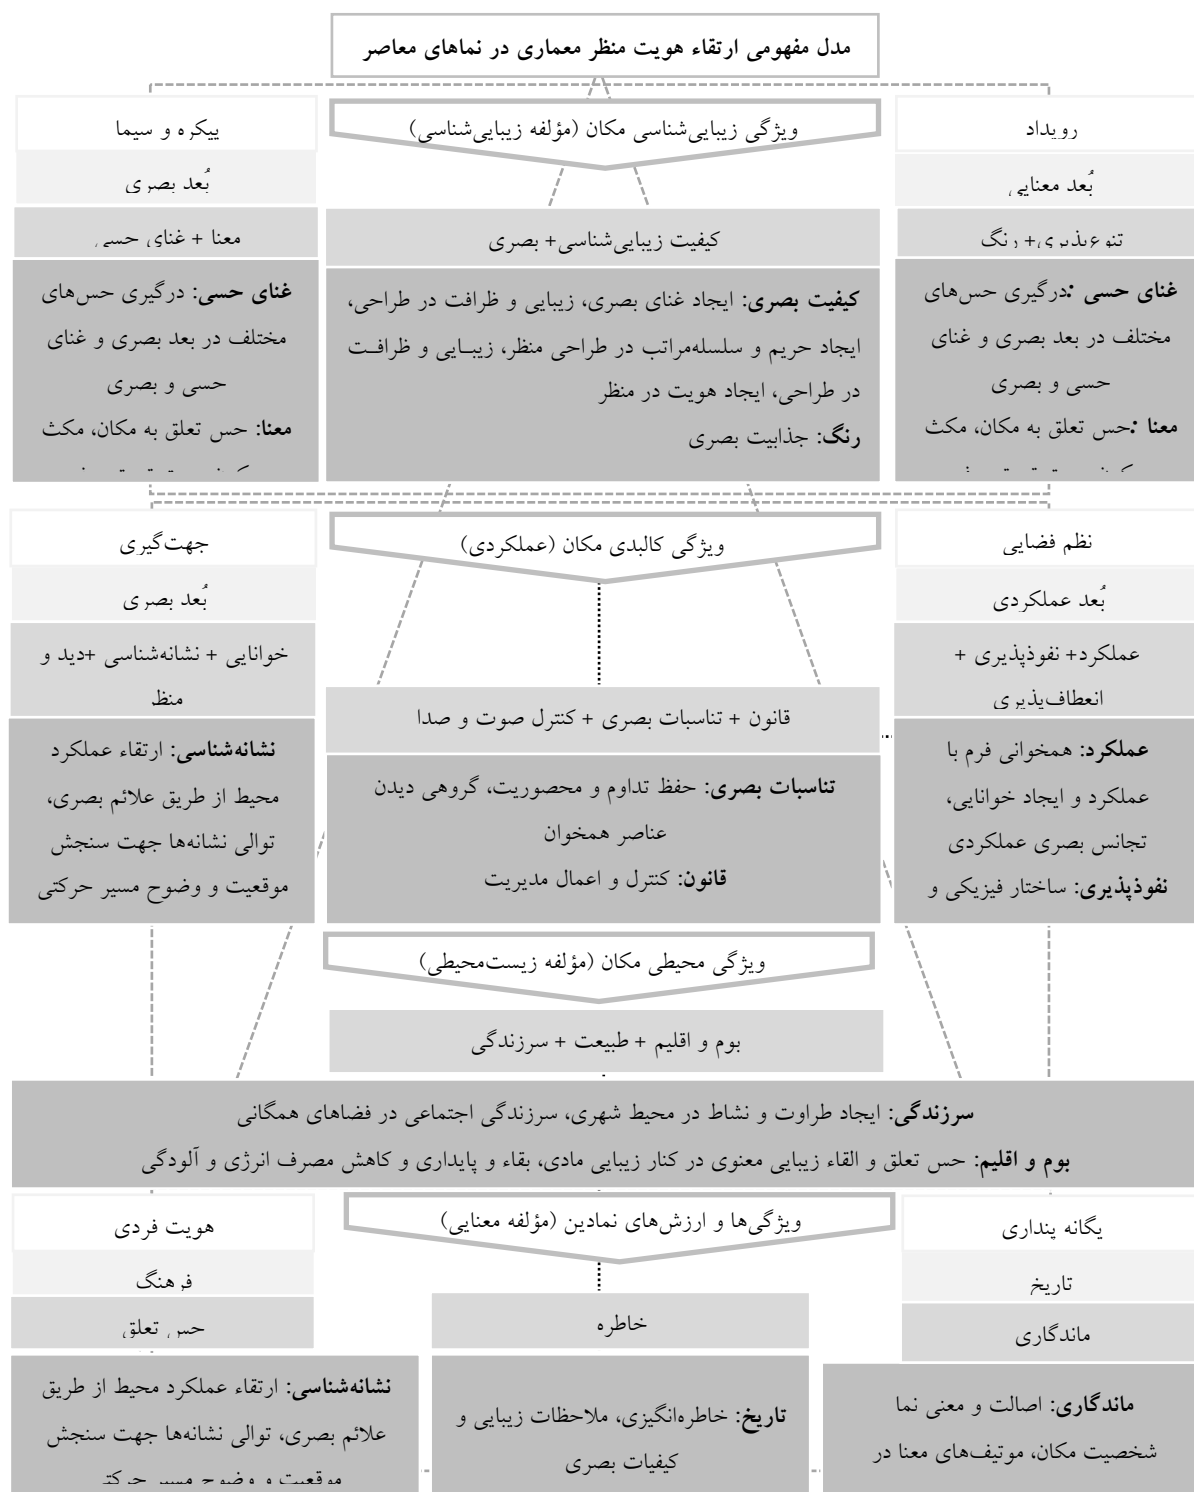 مدل مفهومی ارتقاء هویت منظر معماری در نماهای معاصر
رویداد
بُعد معنایی
تنوع‌پذیری+ رنگ
غنای حسی :درگیری حس‌های
مختلف در بعد بصری و غنای
حسی و بصری
معنا :حس تعلق به مکان، مکث
ویژگی زیبایی‌شناسی مکان (مؤلفه زیبایی‌شناسی)
کیفیت زیبایی‌شناسی+ بصری
کیفیت بصری: ایجاد غنای بصری، زیبایی و ظرافت در طراحی،
ایجاد حریم و سلسله‌مراتب در طراحی منظر، زیبایی و ظرافت
در طراحی، ایجاد هویت در منظر
رنگ: جذابیت بصری
پیکره و سیما
بُعد بصری
معنا + غنای حسی
غنای حسی: درگیری حس‌های
مختلف در بعد بصری و غنای
حسی و بصری
معنا: حس تعلق به مکان، مکث
نظم فضایی
بُعد عملکردی
عملکرد+ نفوذپذیری +
انعطاف‌پذیری
عملکرد: همخوانی فرم با
عملکرد و ایجاد خوانایی،
تجانس بصری عملکردی
نفوذپذیری: ساختار فیزیکی و
ویژگی کالبدی مکان (عملکردی)
قانون + تناسبات بصری + کنترل صوت و صدا
تناسبات بصری: حفظ تداوم و محصوریت، گروهی دیدن
عناصر همخوان
قانون: کنترل و اعمال مدیریت
جهت‌گیری
بُعد بصری
خوانایی + نشانه‌شناسی +دید و
منظ
نشانه‌شناسی: ارتقاء عملکرد
محیط از طریق علائم بصری،
توالی نشانه‌ها جهت سنجش
موقعیت و وضوح مسیر حرکتی
ویژگی محیطی مکان (مؤلفه زیست‌محیطی)
بوم و اقلیم + طبیعت + سرزندگی
سرزندگی: ایجاد طراوت و نشاط در محیط شهری، سرزندگی اجتماعی در فضاهای همگانی
بوم و اقلیم: حس تعلق و القاء زیبایی معنوی در کنار زیبایی مادی، بقاء و پایداری و کاهش مصرف انرژی و آلودگی
یگانه پنداری
تاریخ
ماندگاری
ماندگاری: اصالت و معنی نما
شخصیت مکان، موتیف‌های معنا در
ویژگی‌ها و ارزش‌های نمادین (مؤلفه معنایی)
خاطره
تاریخ: خاطره‌انگیزی، ملاحظات زیبایی و
کیفیات بصری
هویت فردی
فرهنگ
حس تعلق
نشانه‌شناسی: ارتقاء عملکرد محیط از طریق
علائم بصری، توالی نشانه‌ها جهت سنجش
موقعیت و وضوح مسیر حرکتی